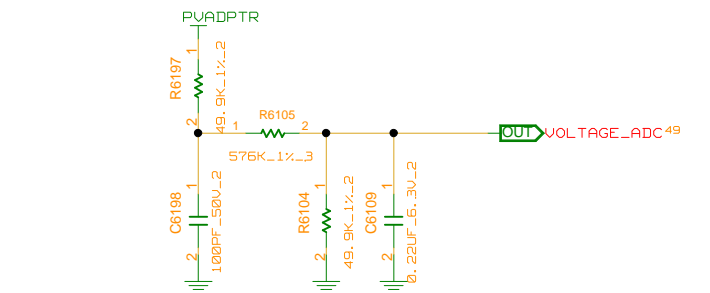 PVADPTR
1
R6197
49.9K_1%_2
2
R6105
1
2
576K_1%_3
OUT
VOLTAGE_ADC 49
1
C6198
100PF_50V_2
2
1
R6104
49.9K_1%_2
2
1
C6109
0.22UF_6.3V_2
2